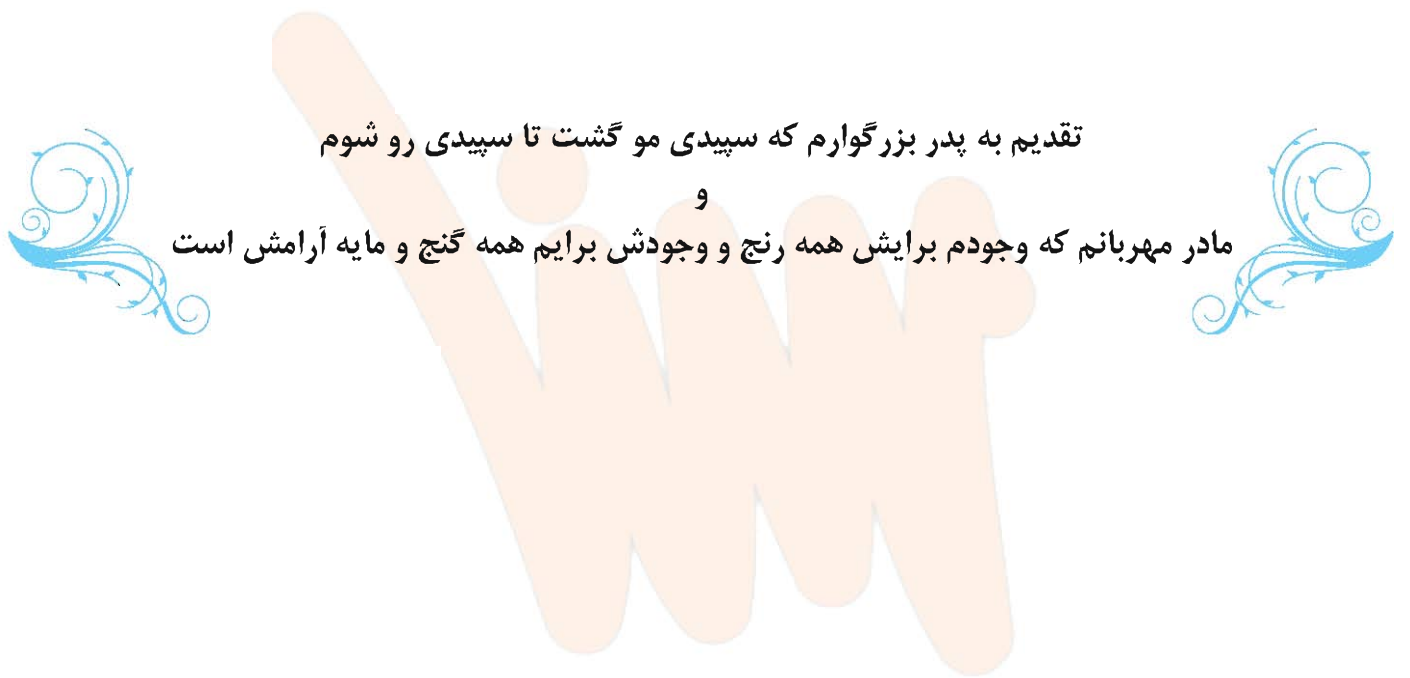 تقدیم به پدر بزرگوارم که سپیدی مو گشت تا سپیدی رو شوم
و
مادر مهربانم که وجودم برایش همه رنج و وجودش برایم همه گنج و مایه آرامش است